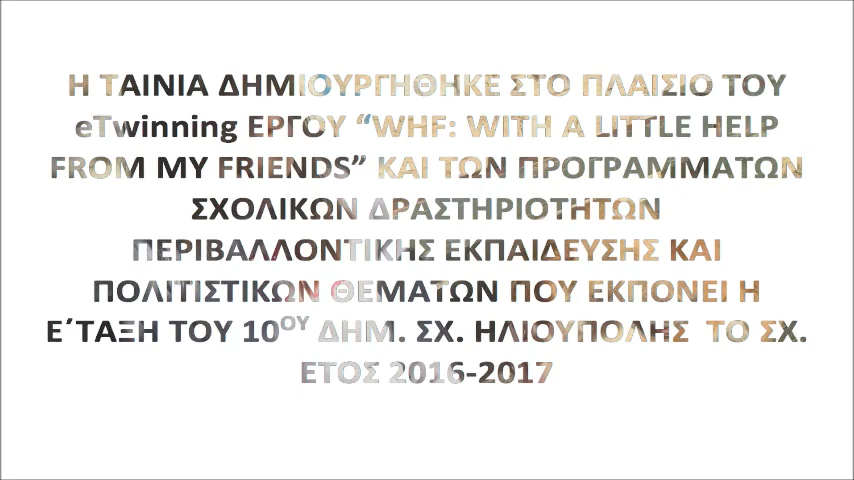 Η ΤΑΙΝΙΑ ΔΗΜΙΟΥΡΓΗΘΗΚΕ ΣΤΟ ΠΛΑΙΣΙΟ ΤΟΥ
eTwinning ΕΡΓΟΥ “WHF: WITH A LITTLE HELP
FROM MY FRIENDS” ΚΑΙ ΤΩΝ ΠΡΟΓΡΑΜΜΑΤΩΝ
ΣΧΟΛΙΚΩΝ ΔΡΑΣΤΗΡΙΟΤΗΤΩΝ
ΠΕΡΙΒΑΛΛΟΝΤΙΚΗΣ ΕΚΠΑΙΔΕΥΣΗΣ ΚΑΙ
ΠΟΛΙΤΙΣΤΙΚΩΝ ΘΕΜΑΤΩΝ ΠΟΥ ΕΚΠΟΝΕΙ Η
Ε΄ΤΑΞΗ ΤΟΥ 10ΟΥ ΔΗΜ. ΣΧ. ΗΛΙΟΥΠΟΛΗΣ ΤΟ ΣΧ.
ΕΤΟΣ 2016-2017